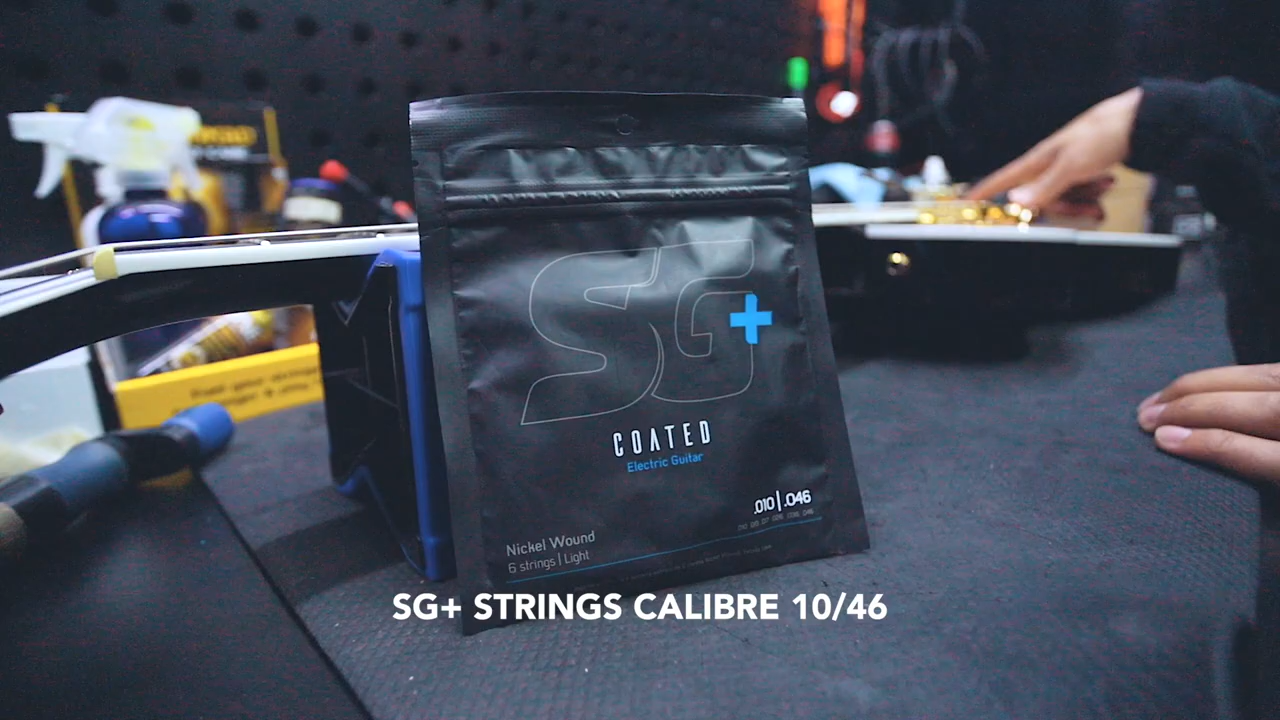 SG+
COATED
Electric Guitar
.010|.046
Nickel Wound
6 strings | Light
SG+ STRINGS CALIBRE 10/46